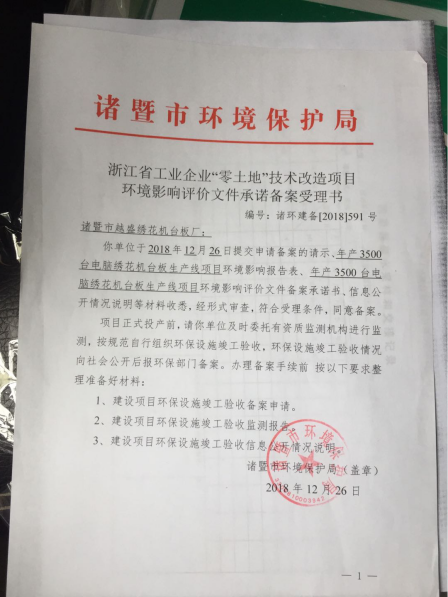 诸暨市环境保护局
浙江省工业企业“零土地”技术改造项目
环境影响评价文件承诺备案受理书
编号：诸环建备[2018]591 号
诸暨市越盛绣花机台板厂：
你单位于 2018 年 12 月 26 日提交申请备案的请示、年产 3500
台电脑绣花机台板生产线项目环境影响报告表、年产 3500 台电
脑绣花机台板生产线项目环境影响评价文件备案承诺书、信息公
开情况说明等材料收悉，经形式审查，符合受理条件，同意备案。
项目正式投产前，请你单位及时委托有资质监测机构进行监
测，按规范自行组织环保设施竣工验收，环保设施竣工验收情况
向社会公开后报环保部门备案。办理备案手续前 按以下要求整
理准备好材料：
1、建设项目环保设施竣工验收备案申请。
2、建设项目环保设施竣工验收监测报告。
3、建设项目环保设施竣工验收信息公开情况说明。
诸暨市环境保护局（盖章）
2018 年 12 月 26 日
— 1 —